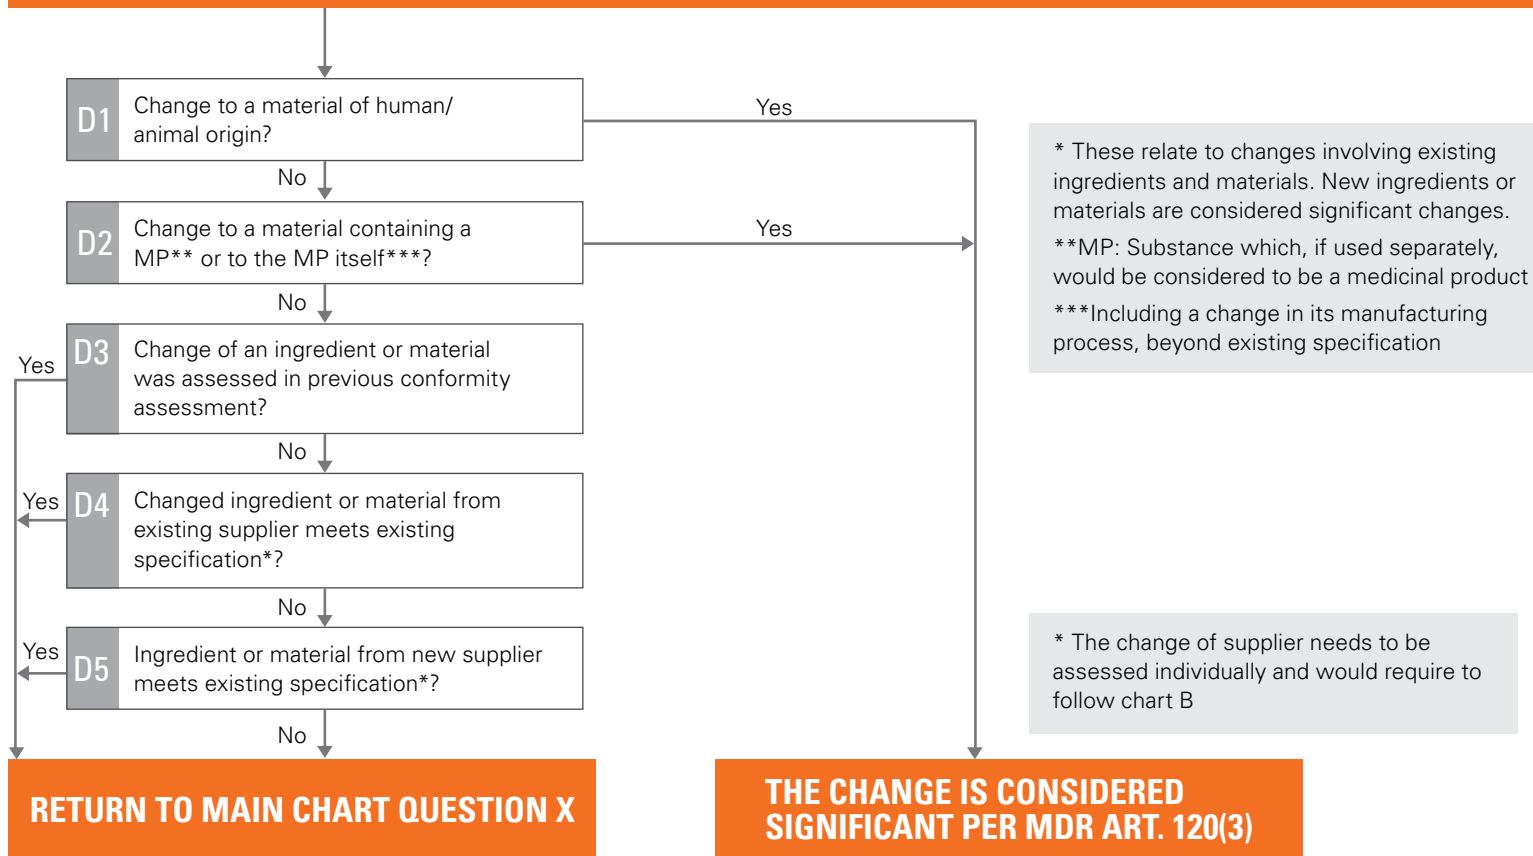 D1
Change to a material of human/
animal origin?
Yes
No
D2
Change to a material containing a
MP** or to the MP itself***?
Yes
No
D3
Change of an ingredient or material
was assessed in previous conformity
assessment?
Yes
No
D4
Changed ingredient or material from
existing supplier meets existing
specification*?
Yes
No
D5
Ingredient or material from new supplier
meets existing specification*?
Yes
No
* These relate to changes involving existing
ingredients and materials. New ingredients or
materials are considered significant changes.
**MP: Substance which, if used separately,
would be considered to be a medicinal product
***Including a change in its manufacturing
process, beyond existing specification
* The change of supplier needs to be
assessed individually and would require to
follow chart B
RETURN TO MAIN CHART QUESTION X
THE CHANGE IS CONSIDERED
SIGNIFICANT PER MDR ART. 120(3)